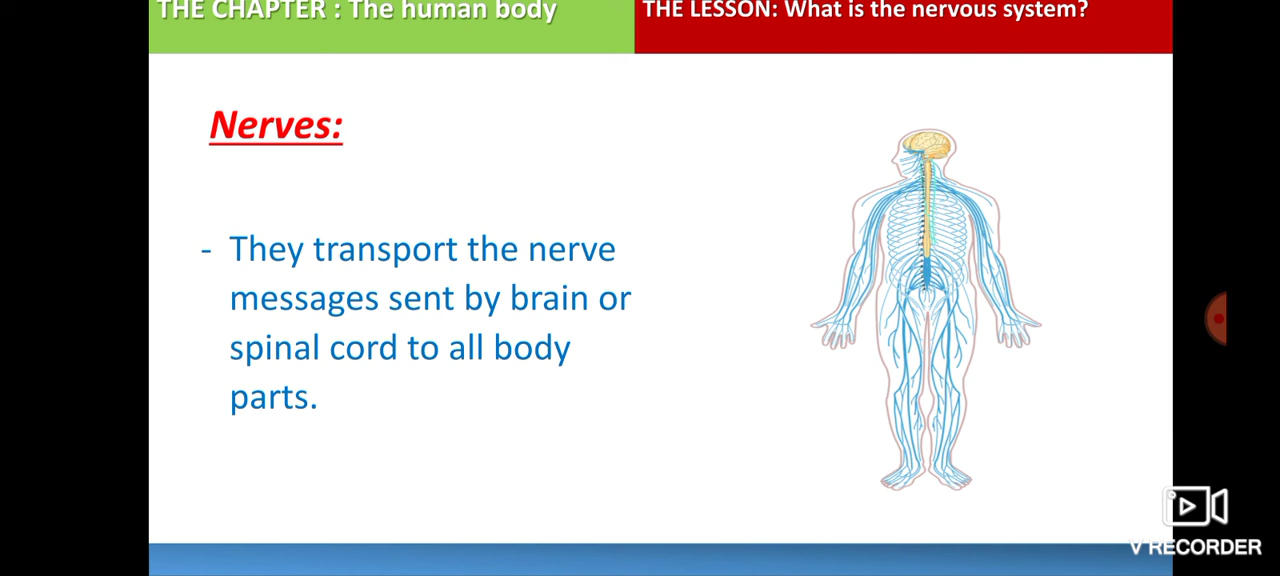 THE CHAPTER : The human body
THE LESSON: What is the nervous system?
Nerves:
- They transport the nerve
messages sent by brain or
spinal cord to all body
parts.
V RECORDER